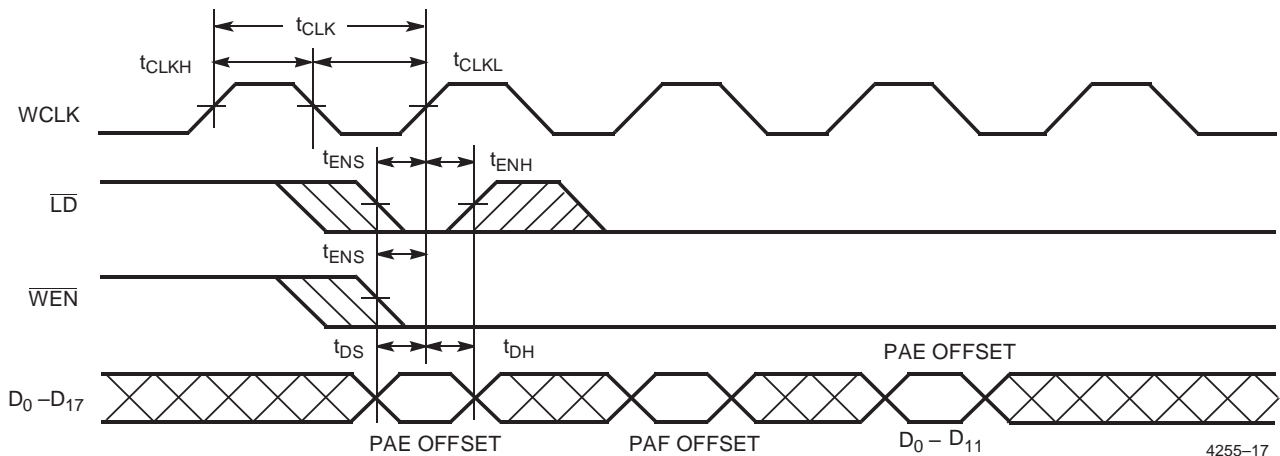 tCLK
tCLKH
tCLKL
WCLK
tENS
tENH
LD
tENS
WEN
tDS
tDH
PAE OFFSET
D0 –D17
PAE OFFSET
PAF OFFSET
D0 – D11
4255–17